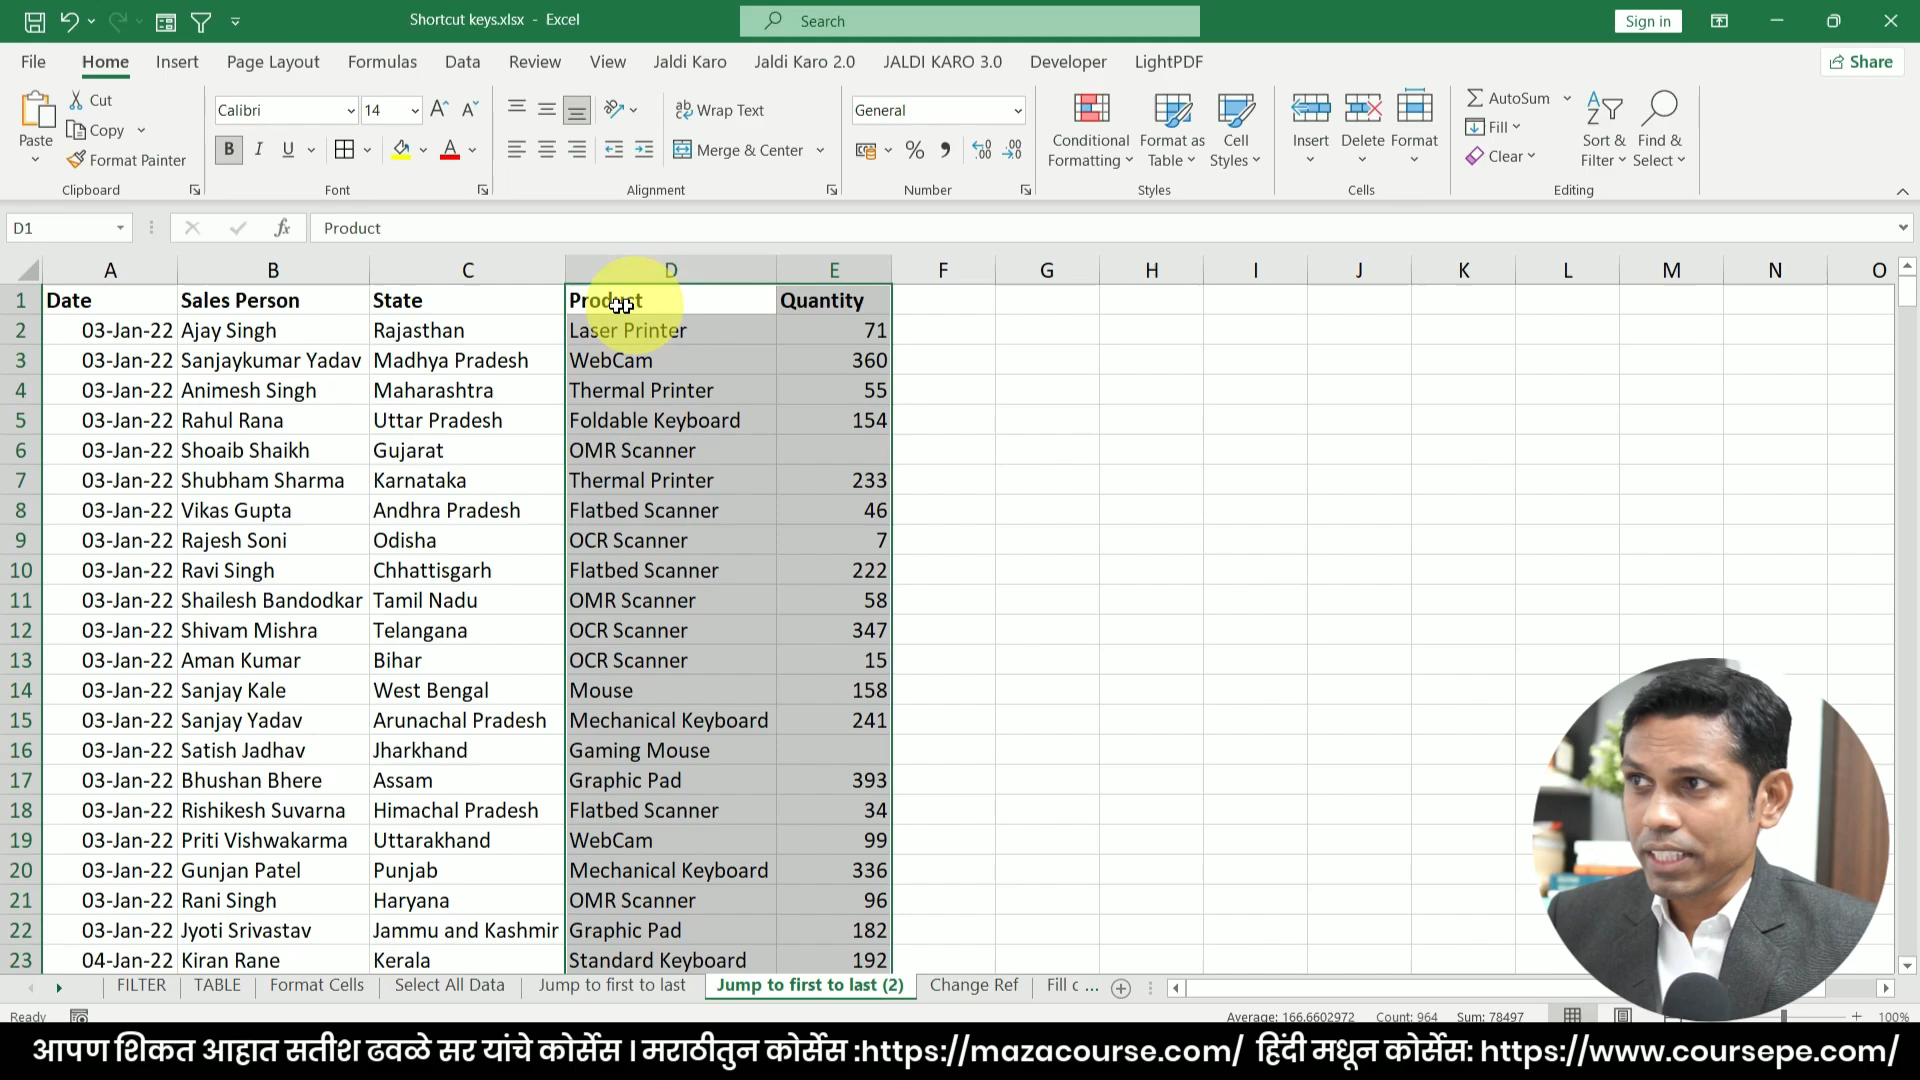 Shortcut keys.xlsx - Excel
Search
Sign in
File Home Insert Page Layout Formulas Data Review View Jaldi Karo Jaldi Karo 2.0 JALDI KARO 3.0 Developer LightPDF Share
Paste
Cut
Copy
Format Painter
Clipboard
Calibri 14
B I U
Font
Wrap Text
Merge & Center
Alignment
General
Number
Conditional Formatting
Format as Table
Cell Styles
Styles
Insert Delete Format
Cells
AutoSum
Fill
Clear
Sort & Filter
Find & Select
Editing
D1 fx Product
A B C D E F G H I J K L M N O
1 Date Sales Person State Product Quantity
2 03-Jan-22 Ajay Singh Rajasthan Laser Printer 71
3 03-Jan-22 Sanjaykumar Yadav Madhya Pradesh WebCam 360
4 03-Jan-22 Animesh Singh Maharashtra Thermal Printer 55
5 03-Jan-22 Rahul Rana Uttar Pradesh Foldable Keyboard 154
6 03-Jan-22 Shoaib Shaikh Gujarat OMR Scanner
7 03-Jan-22 Shubham Sharma Karnataka Thermal Printer 233
8 03-Jan-22 Vikas Gupta Andhra Pradesh Flatbed Scanner 46
9 03-Jan-22 Rajesh Soni Odisha OCR Scanner 7
10 03-Jan-22 Ravi Singh Chhattisgarh Flatbed Scanner 222
11 03-Jan-22 Shailesh Bandodkar Tamil Nadu OMR Scanner 58
12 03-Jan-22 Shivam Mishra Telangana OCR Scanner 347
13 03-Jan-22 Aman Kumar Bihar OCR Scanner 15
14 03-Jan-22 Sanjay Kale West Bengal Mouse 158
15 03-Jan-22 Sanjay Yadav Arunachal Pradesh Mechanical Keyboard 241
16 03-Jan-22 Satish Jadhav Jharkhand Gaming Mouse
17 03-Jan-22 Bhushan Bhere Assam Graphic Pad 393
18 03-Jan-22 Rishikesh Suvarna Himachal Pradesh Flatbed Scanner 34
19 03-Jan-22 Priti Vishwakarma Uttarakhand WebCam 99
20 03-Jan-22 Gunjan Patel Punjab Mechanical Keyboard 336
21 03-Jan-22 Rani Singh Haryana OMR Scanner 96
22 03-Jan-22 Jyoti Srivastav Jammu and Kashmir Graphic Pad 182
23 04-Jan-22 Kiran Rane Kerala Standard Keyboard 192
FILTER TABLE Format Cells Select All Data Jump to first to last Jump to first to last (2) Change Ref Fill c ...
Ready Average: 166.6602972 Count: 964 Sum: 78497 100%
आपण शिकत आहात सतीश ढवळे सर यांचे कोर्सेस । मराठीतुन कोर्सेस :https://mazacourse.com/ हिंदी मधून कोर्सेस: https://www.coursepe.com/